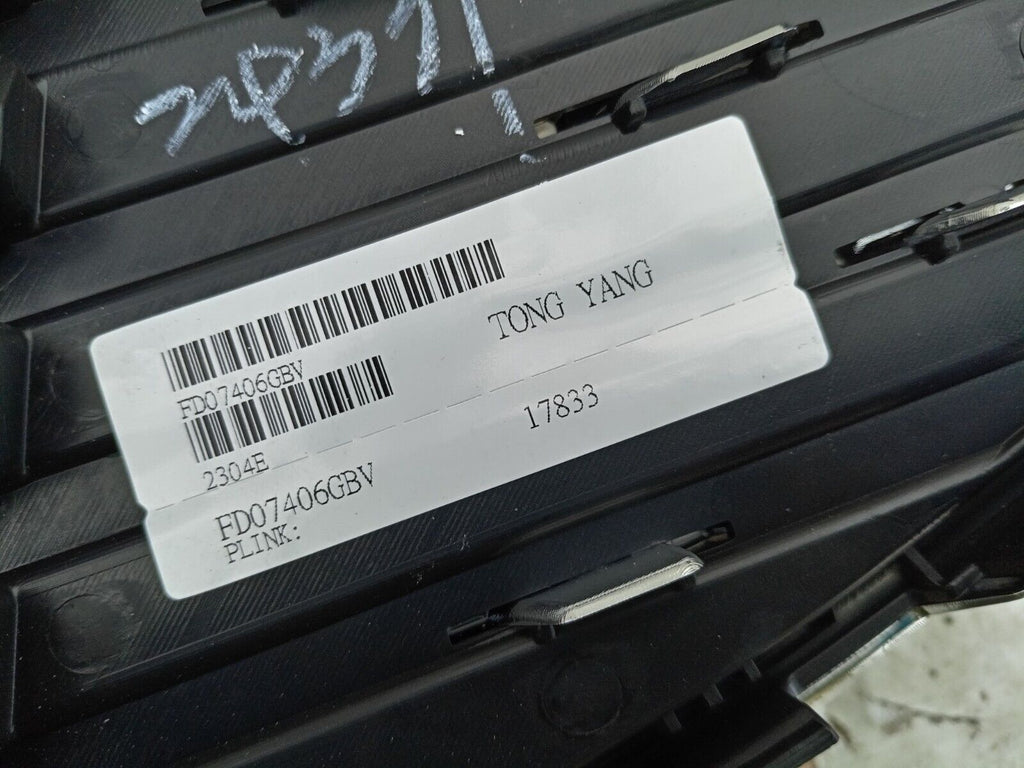 FD07406GBV
TONG YANG
2304E
17833
FD07406GBV
PLINK: